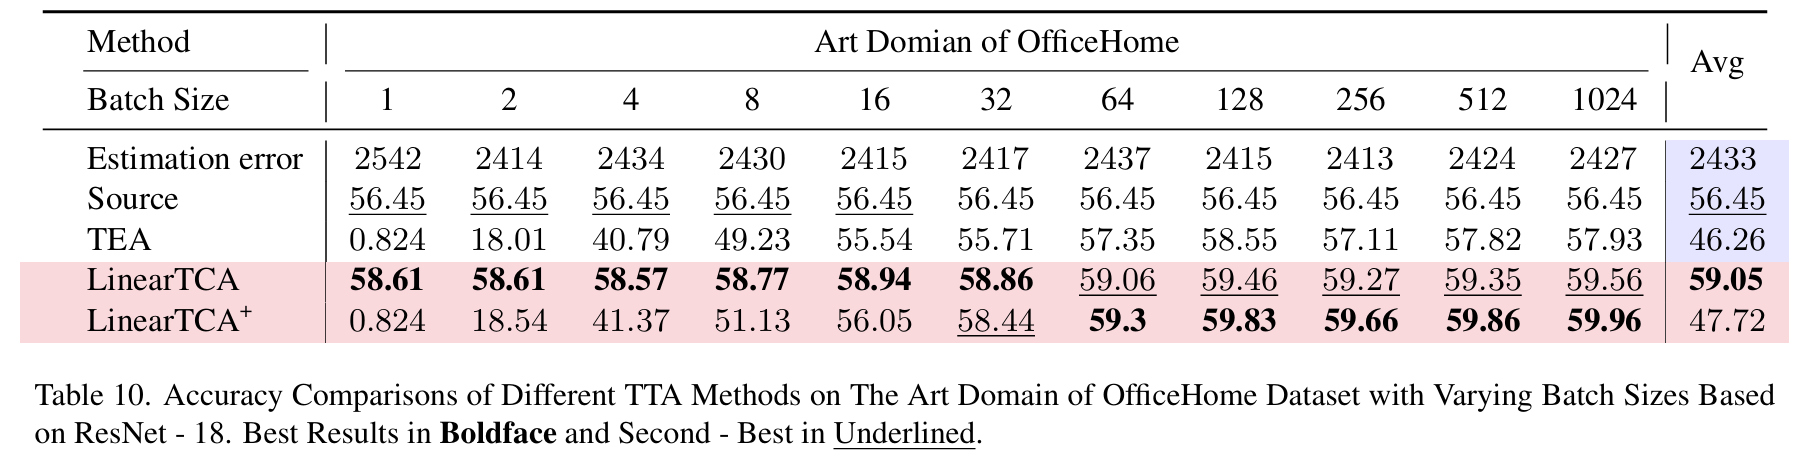 Method Art Domian of OfficeHome Avg
Batch Size 1 2 4 8 16 32 64 128 256 512 1024
Estimation error 2542 2414 2434 2430 2415 2417 2437 2415 2413 2424 2427 2433
Source 56.45 56.45 56.45 56.45 56.45 56.45 56.45 56.45 56.45 56.45 56.45 56.45
TEA 0.824 18.01 40.79 49.23 55.54 55.71 57.35 58.55 57.11 57.82 57.93 46.26
LinearTCA 58.61 58.61 58.57 58.77 58.94 58.86 59.06 59.46 59.27 59.35 59.56 59.05
LinearTCA+ 0.824 18.54 41.37 51.13 56.05 58.44 59.3 59.83 59.66 59.86 59.96 47.72
Table 10. Accuracy Comparisons of Different TTA Methods on The Art Domain of OfficeHome Dataset with Varying Batch Sizes Based
on ResNet - 18. Best Results in Boldface and Second - Best in Underlined.